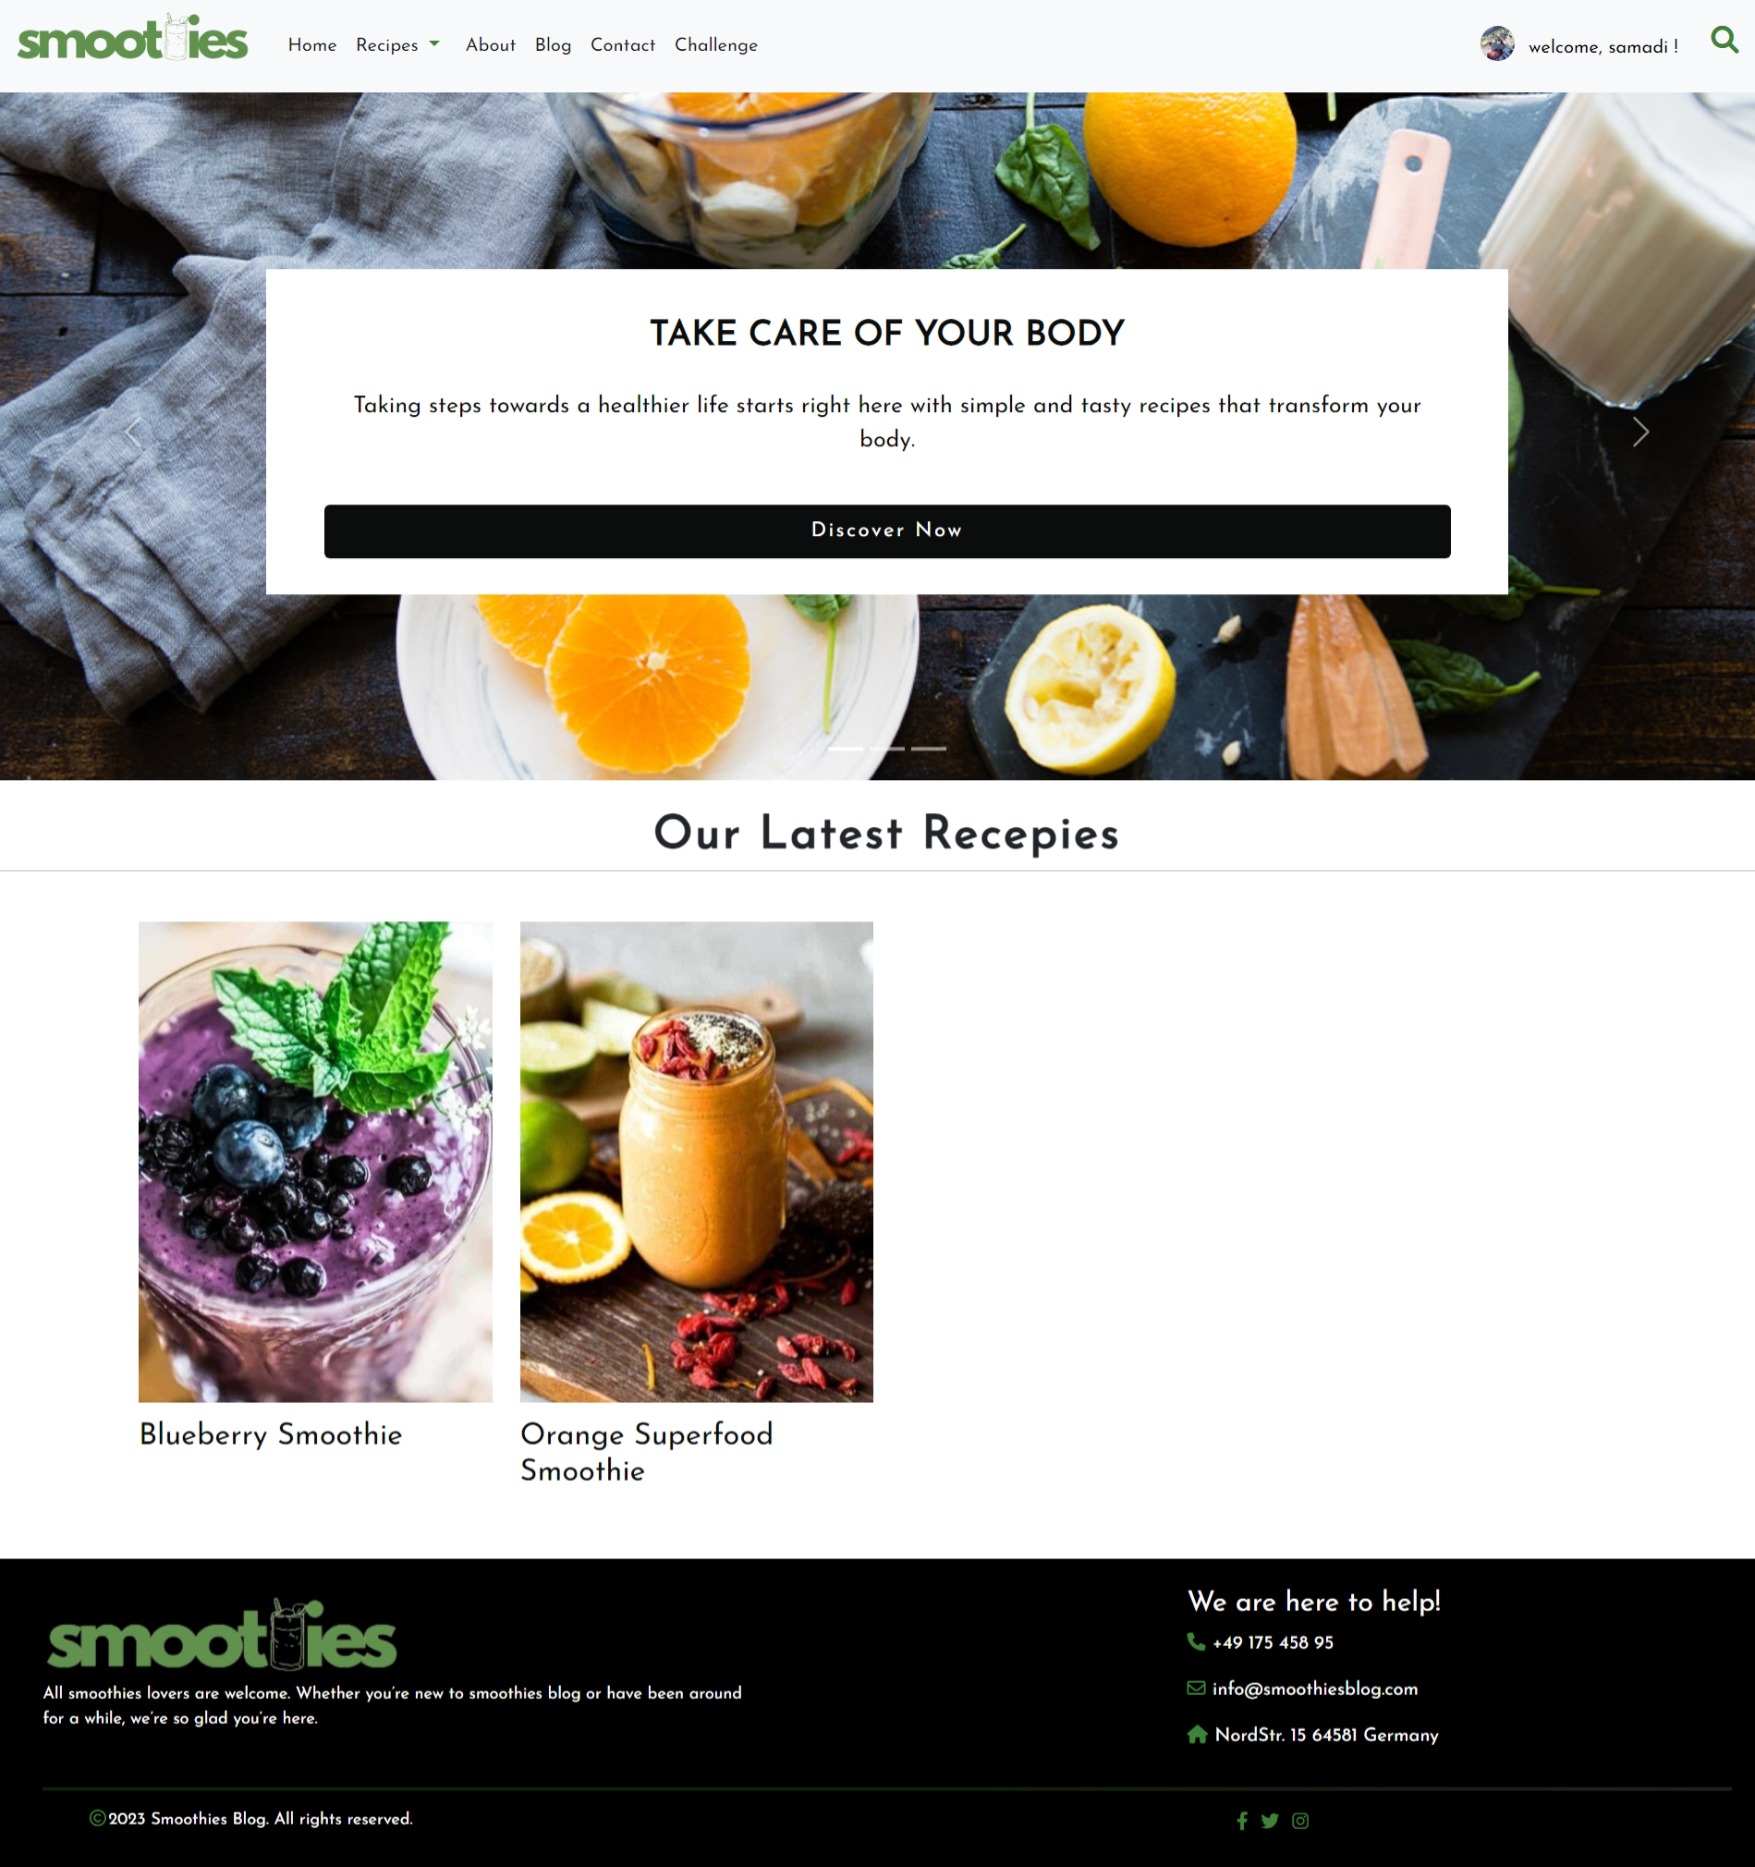 smoothies
Home Recipes About Blog Contact Challenge
welcome, samadi !
TAKE CARE OF YOUR BODY
Taking steps towards a healthier life starts right here with simple and tasty recipes that transform your
body.
Discover Now
Our Latest Recepies
Blueberry Smoothie
Orange Superfood
Smoothie
smoothies
All smoothies lovers are welcome. Whether you're new to smoothies blog or have been around
for a while, we're so glad you're here.
We are here to help!
+49 175 458 95
info@smoothiesblog.com
NordStr. 15 64581 Germany
©2023 Smoothies Blog. All rights reserved.